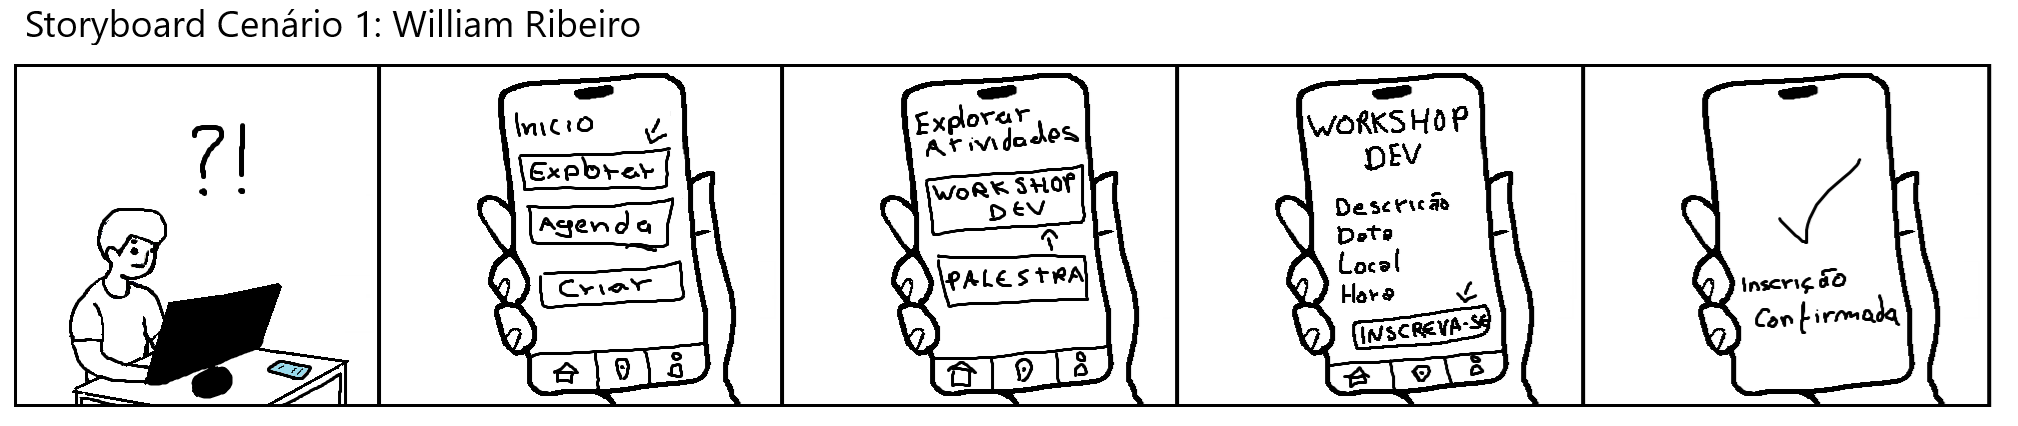 Storyboard Cenário 1: William Ribeiro
?!
Inicio
Explorar
Agenda
Criar
Explorar
Atividades
WORKSHOP
DEV
PALESTRA
WORKSHOP
DEV
Descrição
Data
Local
Hora
INSCREVA-SE
Inscrição
Confirmada